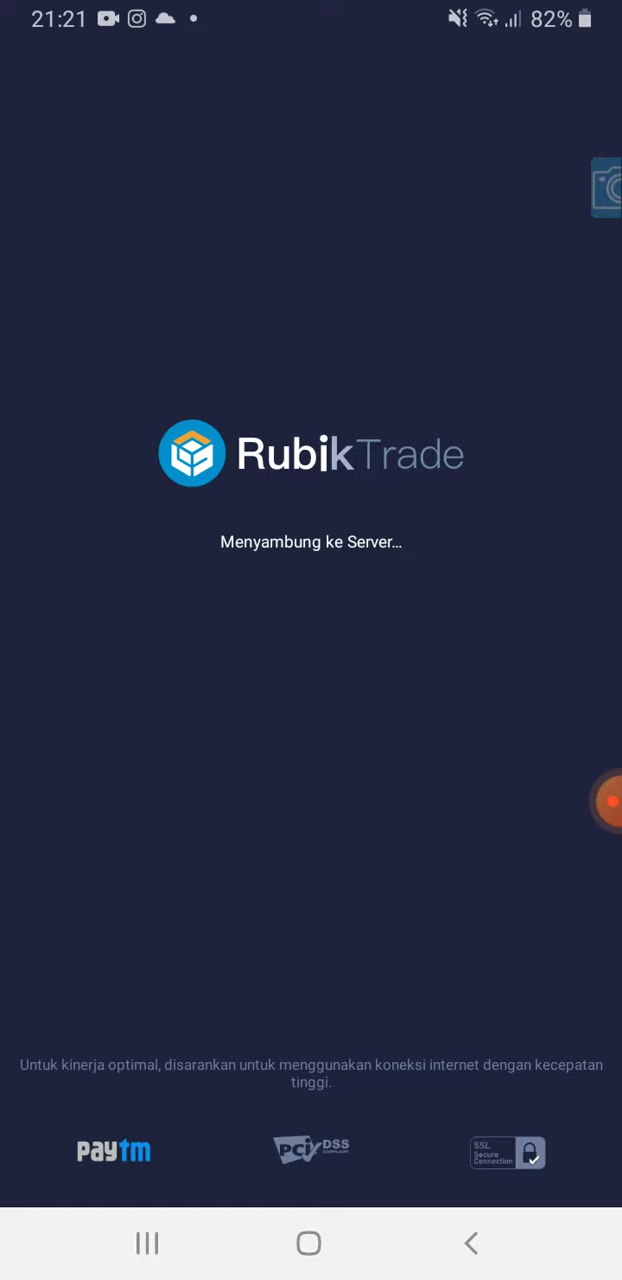 21:21 82%
RubikTrade
Menyambung ke Server...
Untuk kinerja optimal, disarankan untuk menggunakan koneksi internet dengan kecepatan
tinggi.
paytm
PCI DSS
COMPLIANT
SSL
Secure
Connection